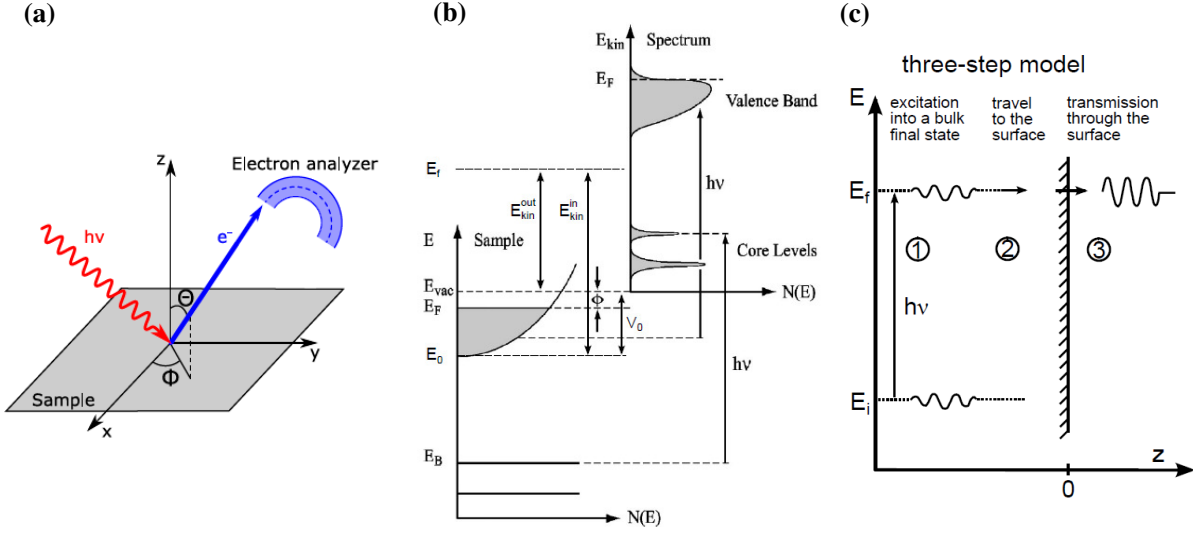 (a)
z
Electron analyzer
hν
e⁻
Θ
y
Φ
Sample
x
(b)
E_kin
Spectrum
E_F
Valence Band
E_f
hν
E_kin^out
E_kin^in
E
Sample
Core Levels
E_vac
Φ
N(E)
E_F
V_0
E_0
hν
E_B
N(E)
(c)
three-step model
E
excitation
into a bulk
final state
travel
to the
surface
transmission
through the
surface
E_f
①
②
③
hν
E_i
z
0